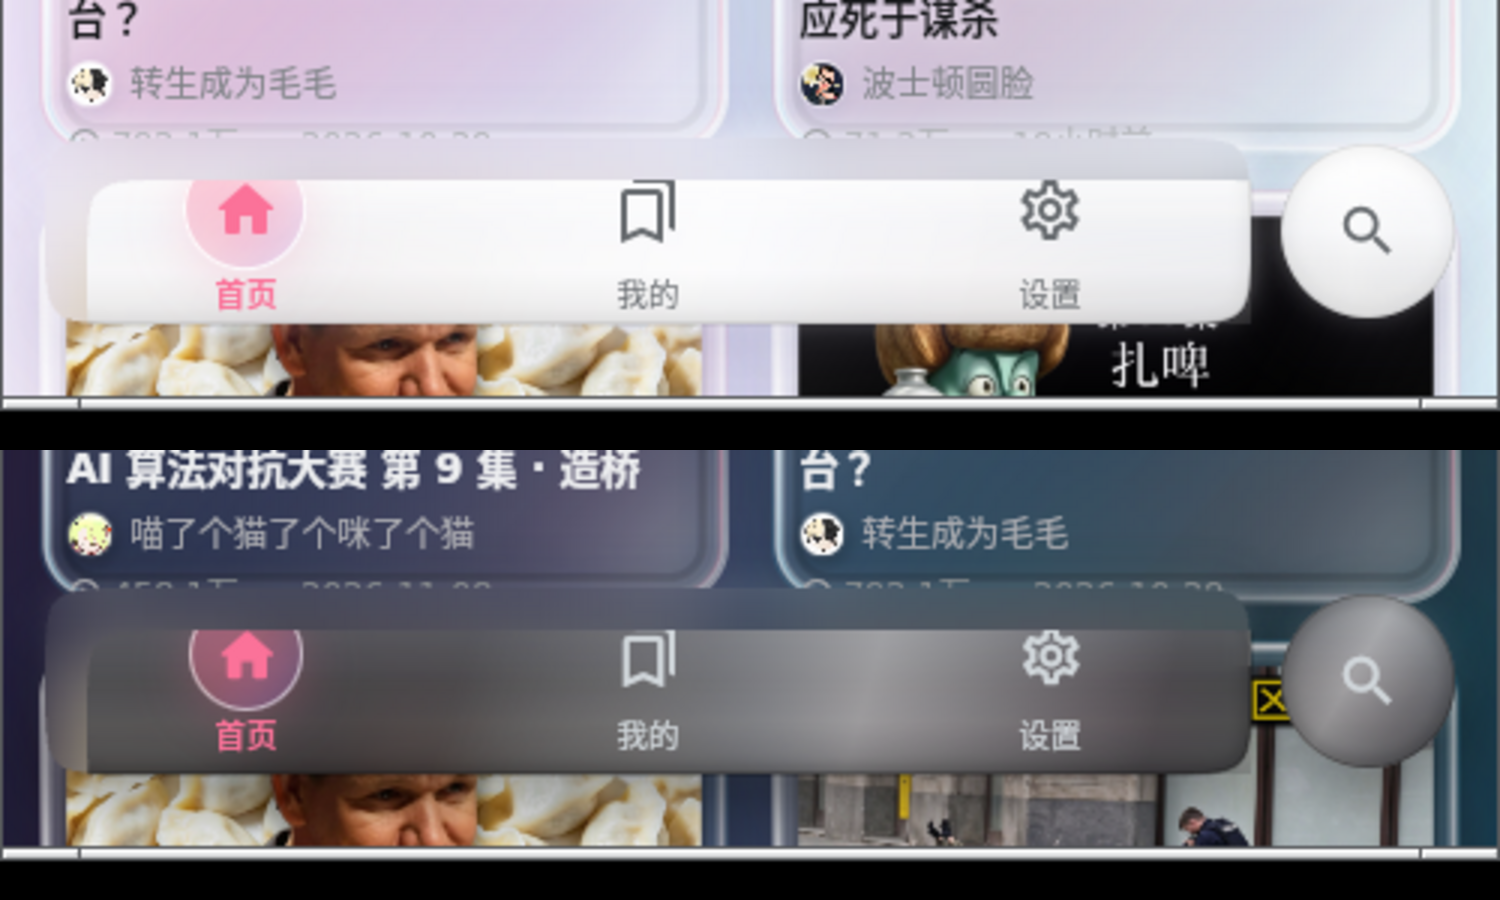 台？
应死于谋杀
转生成为毛毛
波士顿圆脸
首页
我的
设置
扎啤
AI 算法对抗大赛 第 9 集 · 造桥
台？
喵了个猫了个咪了个猫
转生成为毛毛
首页
我的
设置